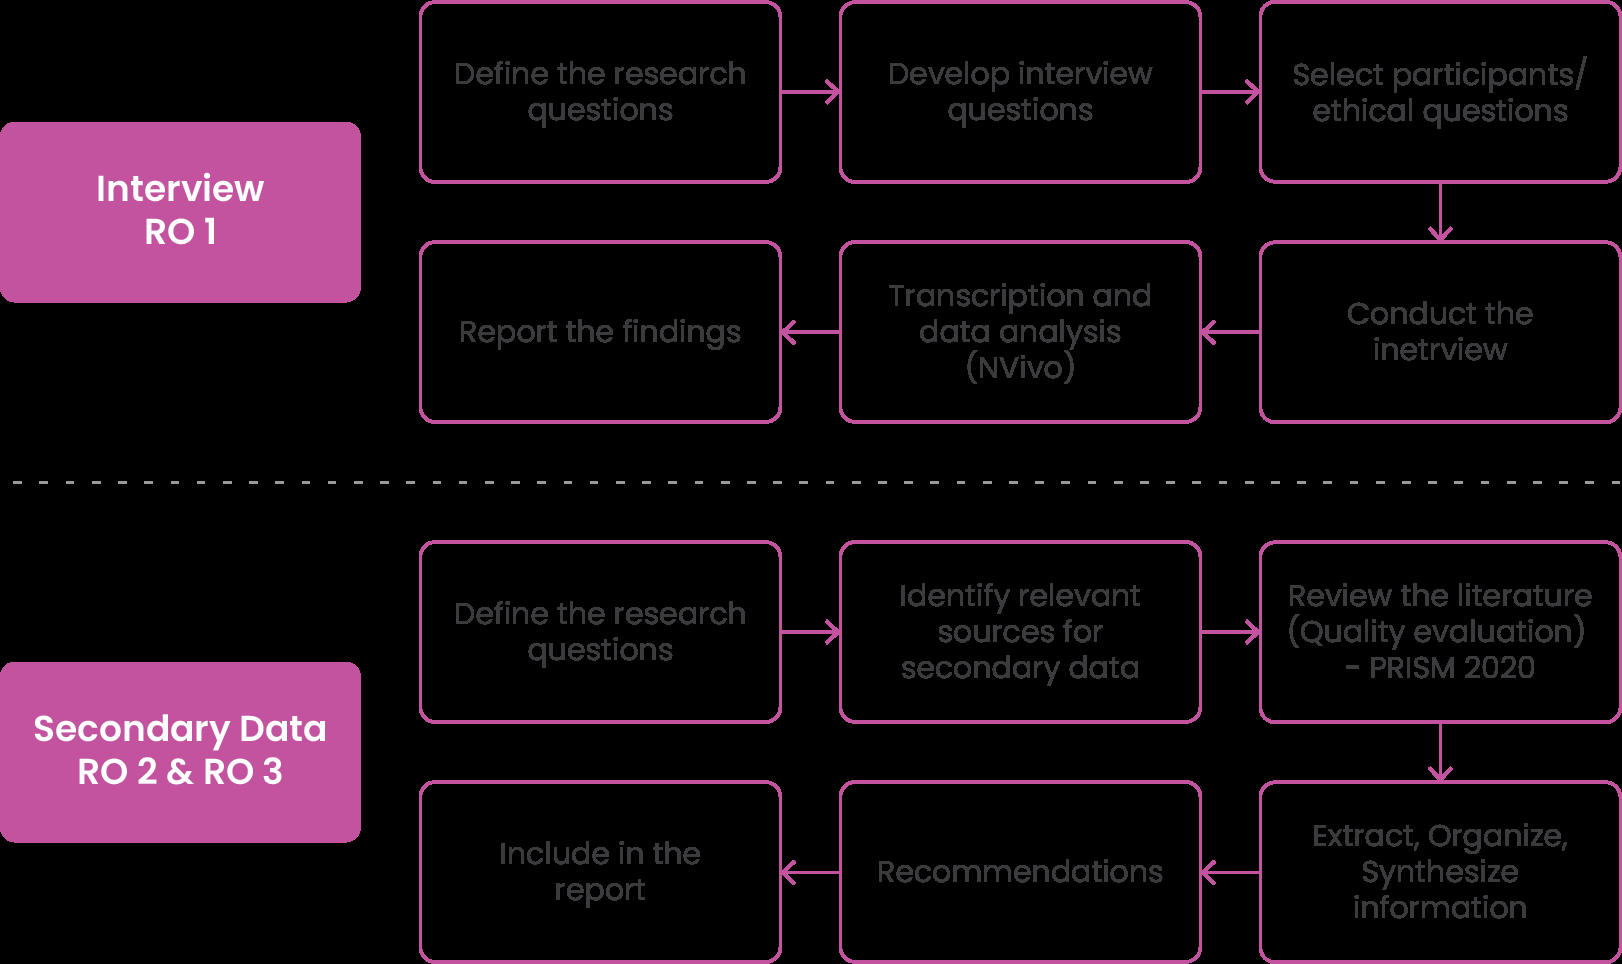 Interview
RO 1
Define the research
questions
Develop interview
questions
Select participants/
ethical questions
Conduct the
inetrview
Transcription and
data analysis
(NVivo)
Report the findings
Secondary Data
RO 2 & RO 3
Define the research
questions
Identify relevant
sources for
secondary data
Review the literature
(Quality evaluation)
- PRISM 2020
Extract, Organize,
Synthesize
information
Recommendations
Include in the
report